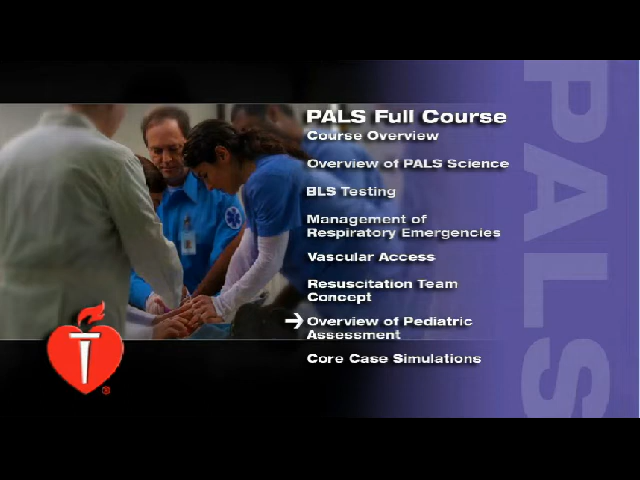 PALS Full Course
Course Overview
Overview of PALS Science
BLS Testing
Management of
Respiratory Emergencies
Vascular Access
Resuscitation Team
Concept
Overview of Pediatric
Assessment
Core Case Simulations
PALS
®